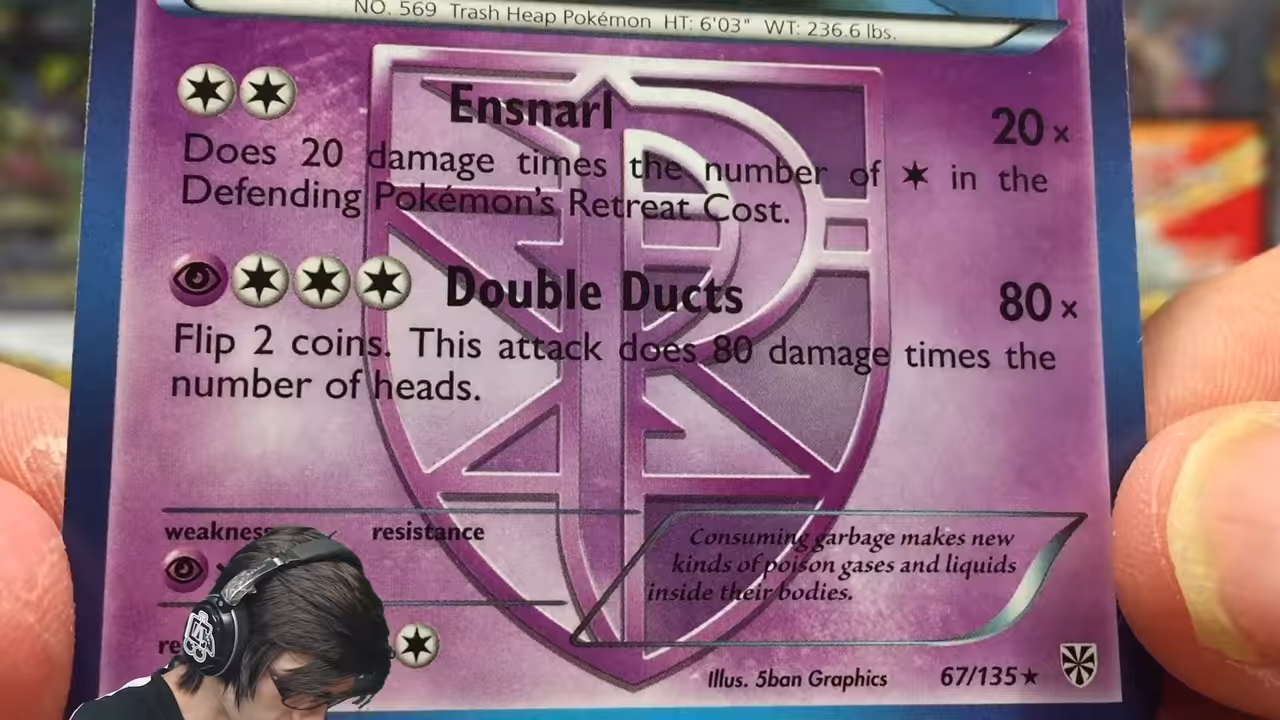 NO. 569 Trash Heap Pokémon HT: 6'03" WT: 236.6 lbs.
Ensnarl 20×
Does 20 damage times the number of ✶ in the
Defending Pokémon's Retreat Cost.
Double Ducts 80×
Flip 2 coins. This attack does 80 damage times the
number of heads.
weakness resistance
Consuming garbage makes new
kinds of poison gases and liquids
inside their bodies.
Illus. 5ban Graphics 67/135★